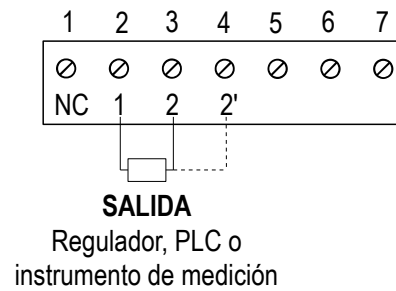 1 2 3 4 5 6 7
NC 1 2 2'
SALIDA
Regulador, PLC o
instrumento de medición